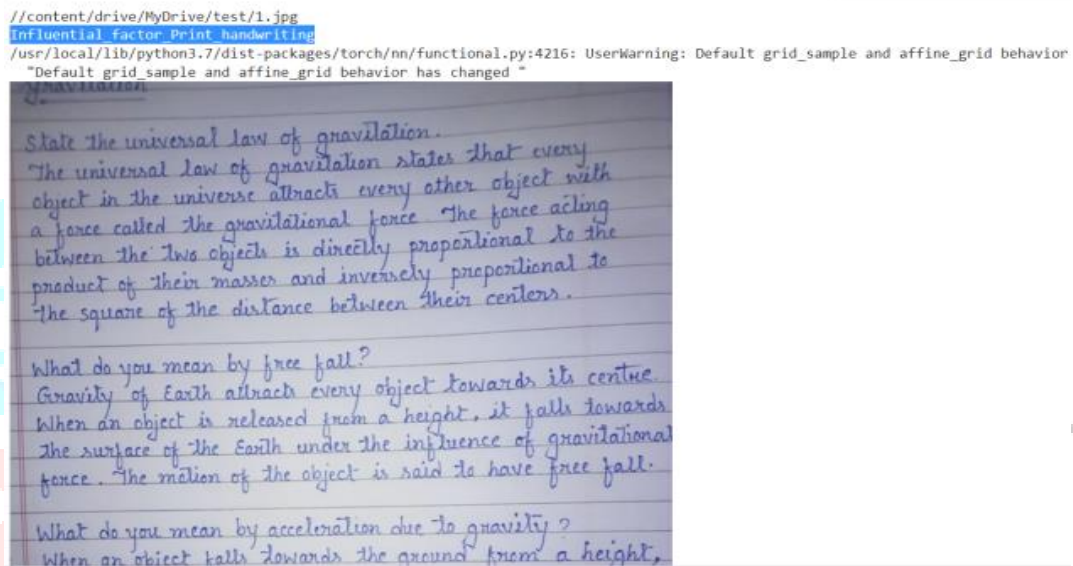 //content/drive/MyDrive/test/1.jpg
Influential_factor_Print_handwriting
/usr/local/lib/python3.7/dist-packages/torch/nn/functional.py:4216: UserWarning: Default grid_sample and affine_grid behavior
"Default grid_sample and affine_grid behavior has changed "
Gravitation
State the universal law of gravitation.
The universal law of gravitation states that every
object in the universe attracts every other object with
a force called the gravitational force The force acting
between the two objects is directly proportional to the
product of their masses and inversely proportional to
the square of the distance between their centers.
What do you mean by free fall?
Gravity of Earth attracts every object towards its centre
When an object is released from a height, it falls towards
the surface of the Earth under the influence of gravitational
force. The motion of the object is said to have free fall.
What do you mean by acceleration due to gravity?
When an object falls towards the ground from a height,